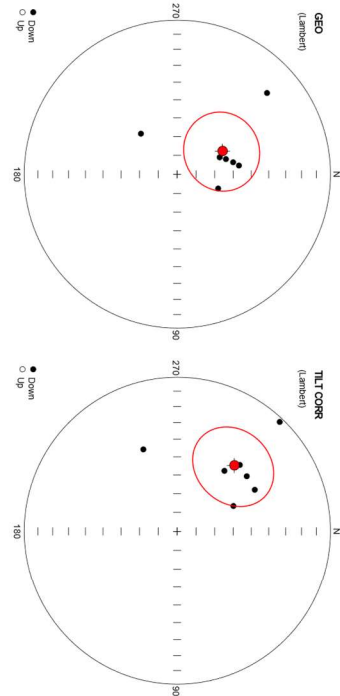 GEO
(Lambert)
N
270
180
90
Down
Up
TILT CORR
(Lambert)
N
270
180
90
Down
Up